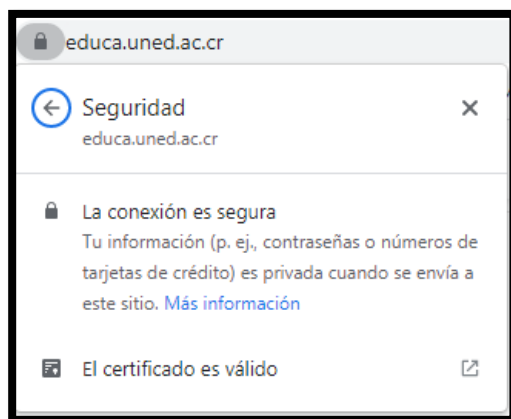 educa.uned.ac.cr
Seguridad
educa.uned.ac.cr
La conexión es segura
Tu información (p. ej., contraseñas o números de
tarjetas de crédito) es privada cuando se envía a
este sitio. Más información
El certificado es válido